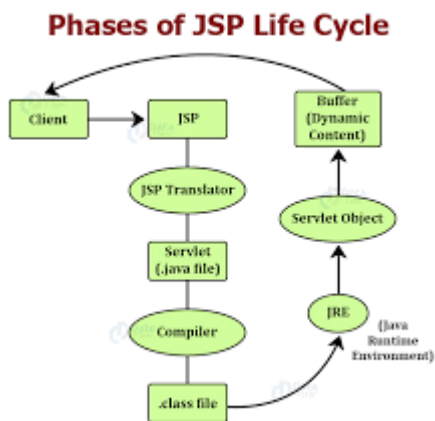 Phases of JSP Life Cycle
Client
JSP
Buffer
(Dynamic
Content)
JSP Translator
Servlet Object
Servlet
(.java file)
JRE
(Java
Runtime
Environment)
Compiler
.class file